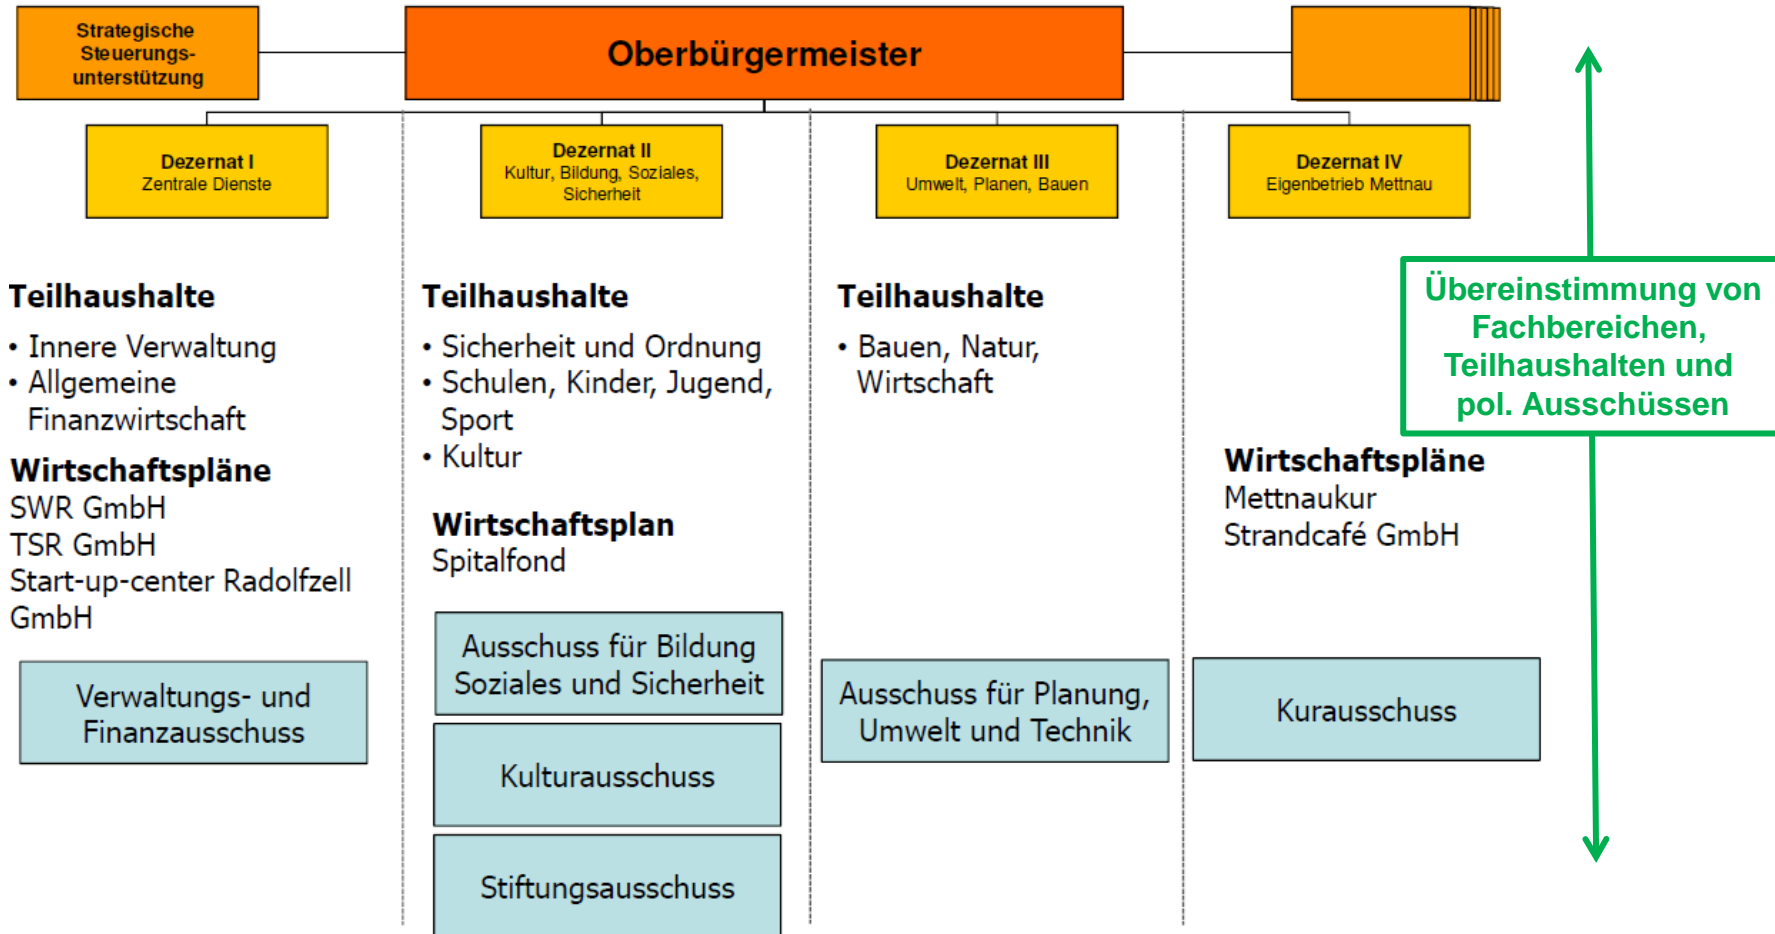 Strategische
Steuerungs-
unterstützung
Oberbürgermeister
Dezernat I
Zentrale Dienste
Dezernat II
Kultur, Bildung, Soziales,
Sicherheit
Dezernat III
Umwelt, Planen, Bauen
Dezernat IV
Eigenbetrieb Mettnau
Teilhaushalte
• Innere Verwaltung
• Allgemeine
Finanzwirtschaft
Wirtschaftspläne
SWR GmbH
TSR GmbH
Start-up-center Radolfzell
GmbH
Verwaltungs- und
Finanzausschuss
Teilhaushalte
• Sicherheit und Ordnung
• Schulen, Kinder, Jugend,
Sport
• Kultur
Wirtschaftsplan
Spitalfond
Ausschuss für Bildung
Soziales und Sicherheit
Kulturausschuss
Stiftungsausschuss
Teilhaushalte
• Bauen, Natur,
Wirtschaft
Ausschuss für Planung,
Umwelt und Technik
Wirtschaftspläne
Mettnaukur
Strandcafé GmbH
Kurausschuss
Übereinstimmung von
Fachbereichen,
Teilhaushalten und
pol. Ausschüssen